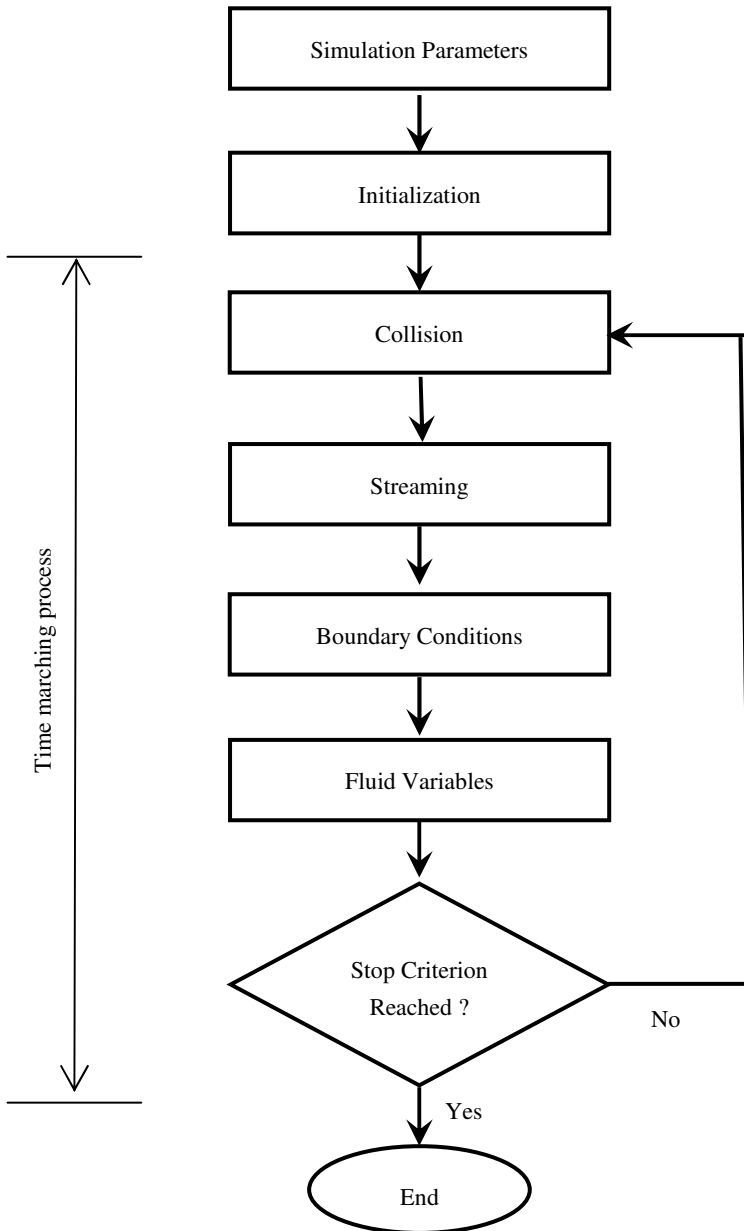 Simulation Parameters
Initialization
Collision
Streaming
Boundary Conditions
Time marching process
Fluid Variables
Stop Criterion
Reached ?
No
Yes
End